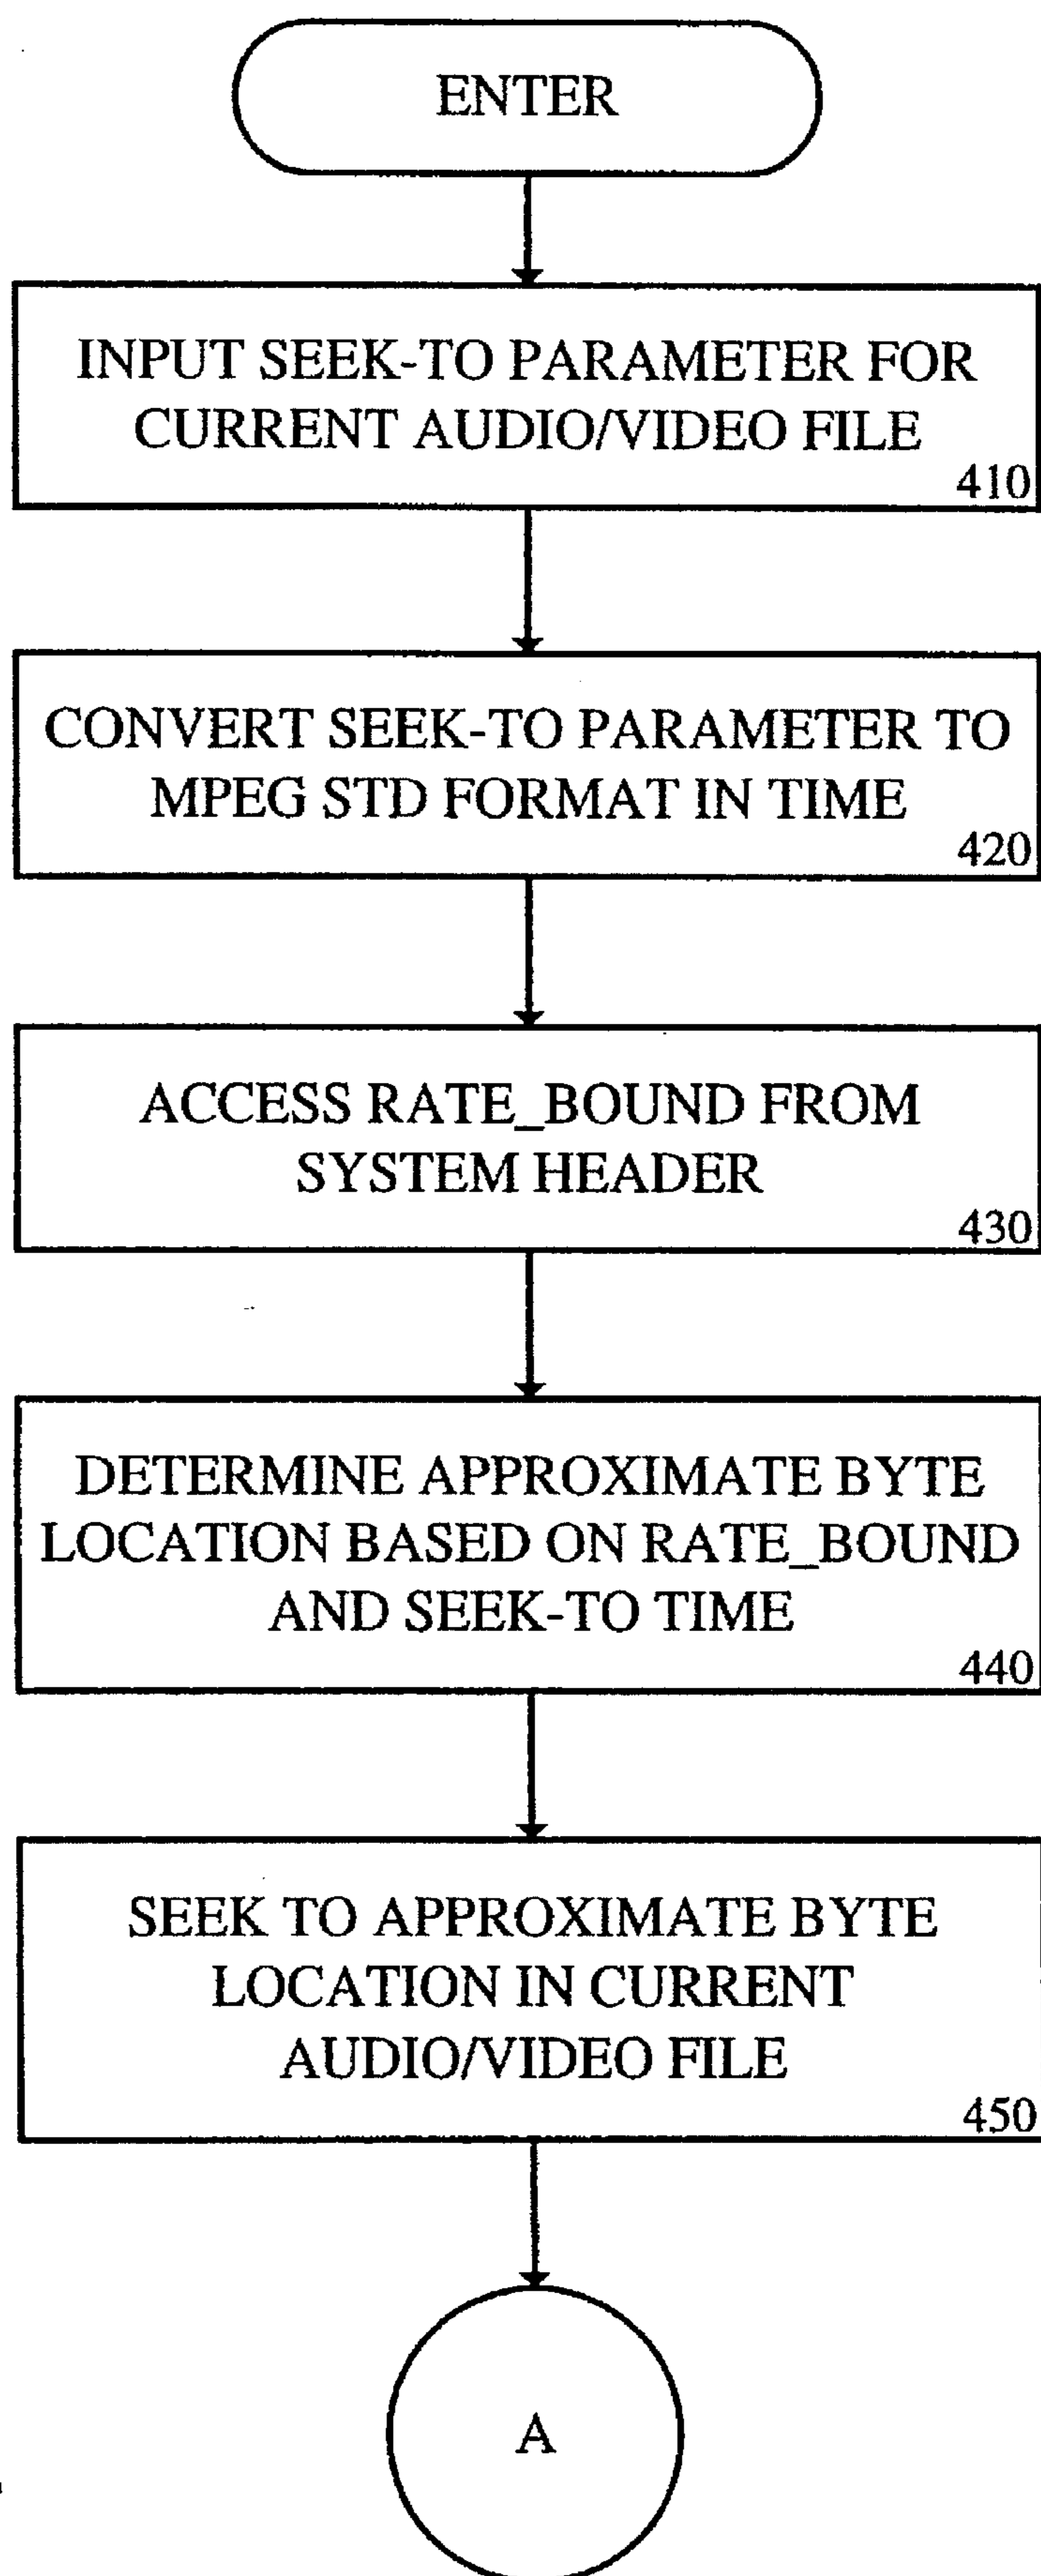 ENTER
INPUT SEEK-TO PARAMETER FOR
CURRENT AUDIO/VIDEO FILE
410
CONVERT SEEK-TO PARAMETER TO
MPEG STD FORMAT IN TIME
420
ACCESS RATE_BOUND FROM
SYSTEM HEADER
430
DETERMINE APPROXIMATE BYTE
LOCATION BASED ON RATE_BOUND
AND SEEK-TO TIME
440
SEEK TO APPROXIMATE BYTE
LOCATION IN CURRENT
AUDIO/VIDEO FILE
450
A